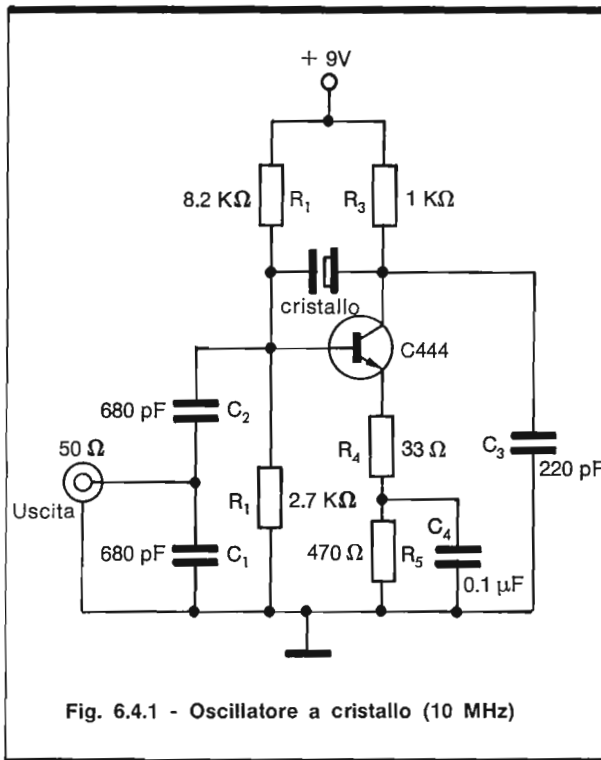 + 9V
8.2 KΩ R₁ R₃ 1 KΩ
cristallo
C444
680 pF C₂
50 Ω
R₄ 33 Ω
C₃
220 pF
Uscita
R₁ 2.7 KΩ
680 pF C₁
470 Ω R₅
C₄
0.1 µF
Fig. 6.4.1 - Oscillatore a cristallo (10 MHz)